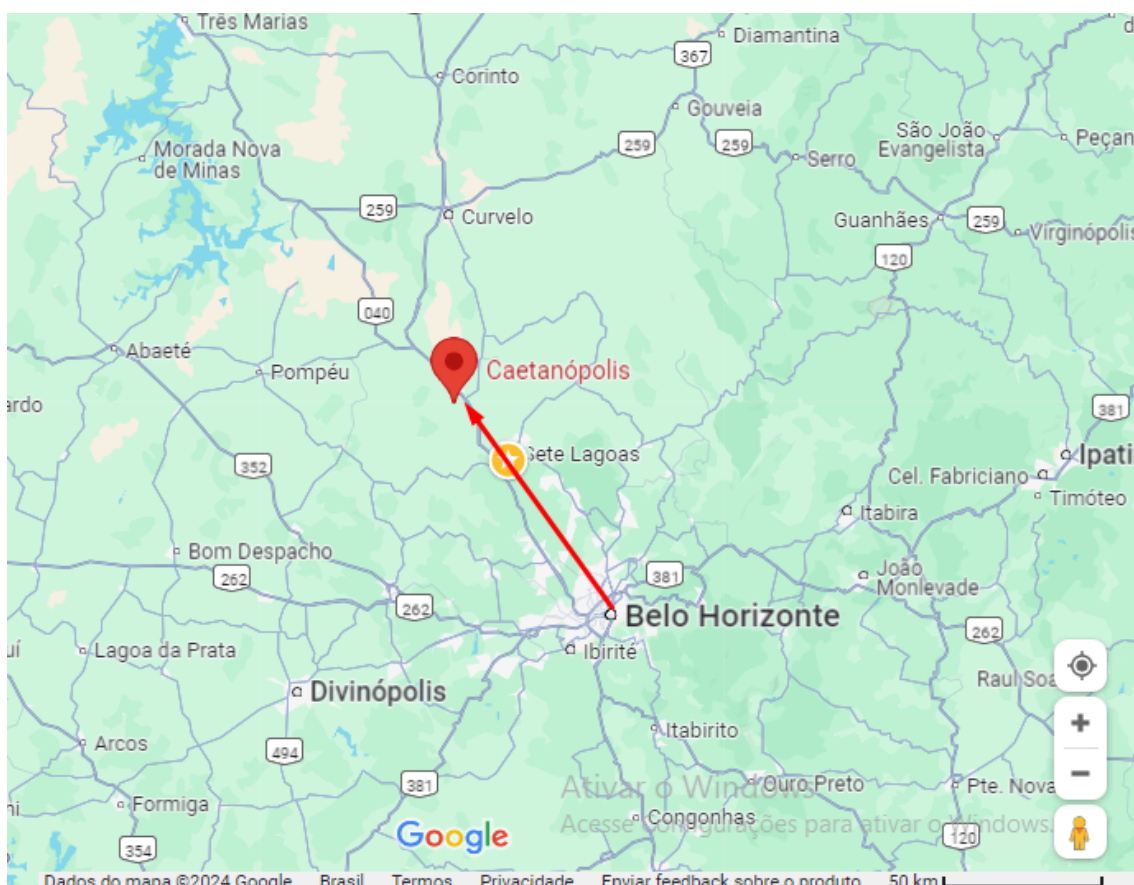 Três Marias
Diamantina
d
367
Corinto
Gouveia
São João
Evangelista
Peçan
259
259
Morada Nova
de Minas
Serro
259
Curvelo
Guanhães
259
Virginópolis
120
040
Abaeté
Pompéu
Caetanópolis
ardo
381
Sete Lagoas
Ipati
352
Cel. Fabriciano
Timóteo
Itabira
Bom Despacho
262
381
João
Monlevade
262
Belo Horizonte
262
uí
Lagoa da Prata
Ibirité
Raul Soa
Divinópolis
Itabirito
Arcos
494
381
Ativar o Windows
Ouro Preto
Pte. Nova
ni
Formiga
Congonhas
Acesse Configurações para ativar o Windows.
Google
354
120
Dados do mapa ©2024 Google Brasil Termos Privacidade Enviar feedback sobre o produto 50 km